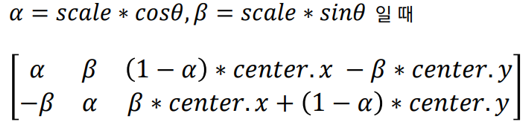 α = scale * cosθ, β = scale * sinθ 일 때
[ α β (1 − α) * center.x − β * center.y ]
[ −β α β * center.x + (1 − α) * center.y ]